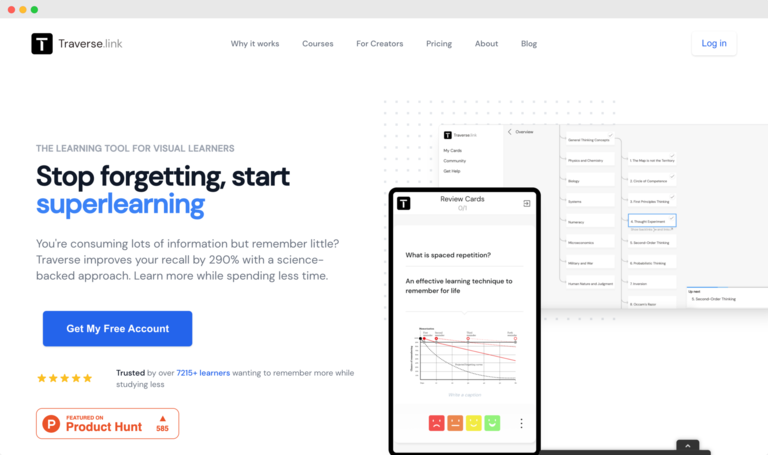 Traverse.link
Why it works
Courses
For Creators
Pricing
About
Blog
Log in
THE LEARNING TOOL FOR VISUAL LEARNERS
Stop forgetting, start
superlearning
You're consuming lots of information but remember little?
Traverse improves your recall by 290% with a science-
backed approach. Learn more while spending less time.
Get My Free Account
Trusted by over 7215+ learners wanting to remember more while
studying less
FEATURED ON
Product Hunt
585
Traverse.link
My Cards
Community
Get Help
Overview
General Thinking Concepts
Physics and Chemistry
Biology
Systems
Numeracy
Microeconomics
Military and War
Human Nature and Judgment
1. The Map is not the Territory
2. Circle of Competence
3. First Principles Thinking
4. Thought Experiment
5. Second-Order Thinking
6. Probabilistic Thinking
7. Inversion
8. Occam's Razor
Up next
5. Second-Order Thinking
Review Cards
0/1
What is spaced repetition?
An effective learning technique to
remember for life
Write a caption